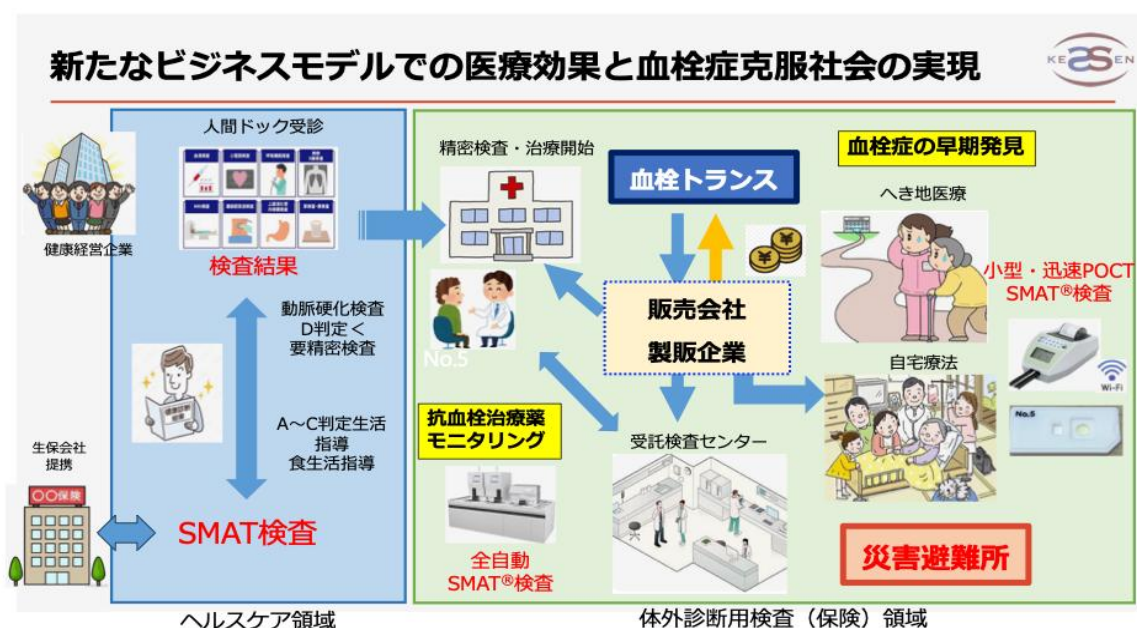 新たなビジネスモデルでの医療効果と血栓症克服社会の実現
KE SEN
人間ドック受診
健康経営企業
検査結果
動脈硬化検査
D判定<
要精密検査
A〜C判定生活
指導
食生活指導
生保会社
提携
〇〇保険
SMAT検査
ヘルスケア領域
精密検査・治療開始
血栓トランス
血栓症の早期発見
へき地医療
小型・迅速POCT
SMAT®検査
販売会社
製販企業
No.5
自宅療法
Wi-Fi
No.5
抗血栓治療薬
モニタリング
受託検査センター
全自動
SMAT®検査
災害避難所
体外診断用検査（保険）領域